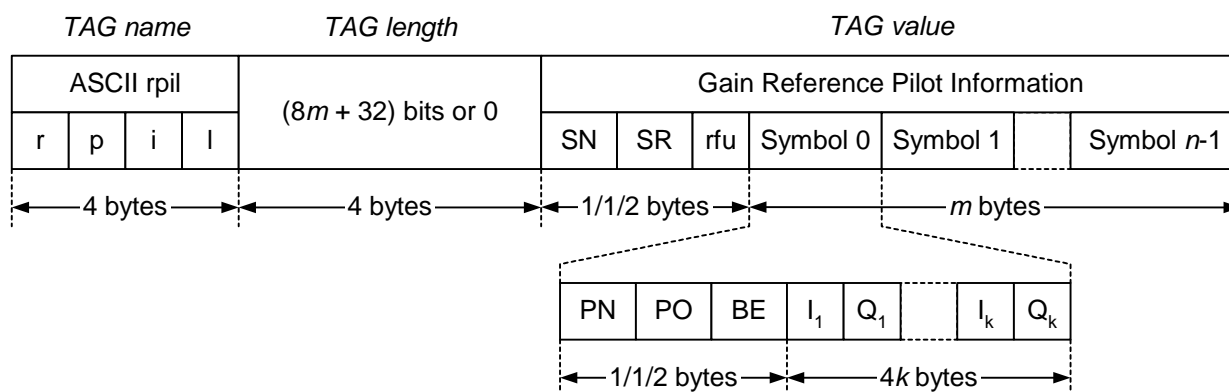 TAG name TAG length TAG value
ASCII rpil (8m + 32) bits or 0 Gain Reference Pilot Information
r p i l SN SR rfu Symbol 0 Symbol 1 Symbol n-1
4 bytes 4 bytes 1/1/2 bytes m bytes
PN PO BE I1 Q1 Ik Qk
1/1/2 bytes 4k bytes